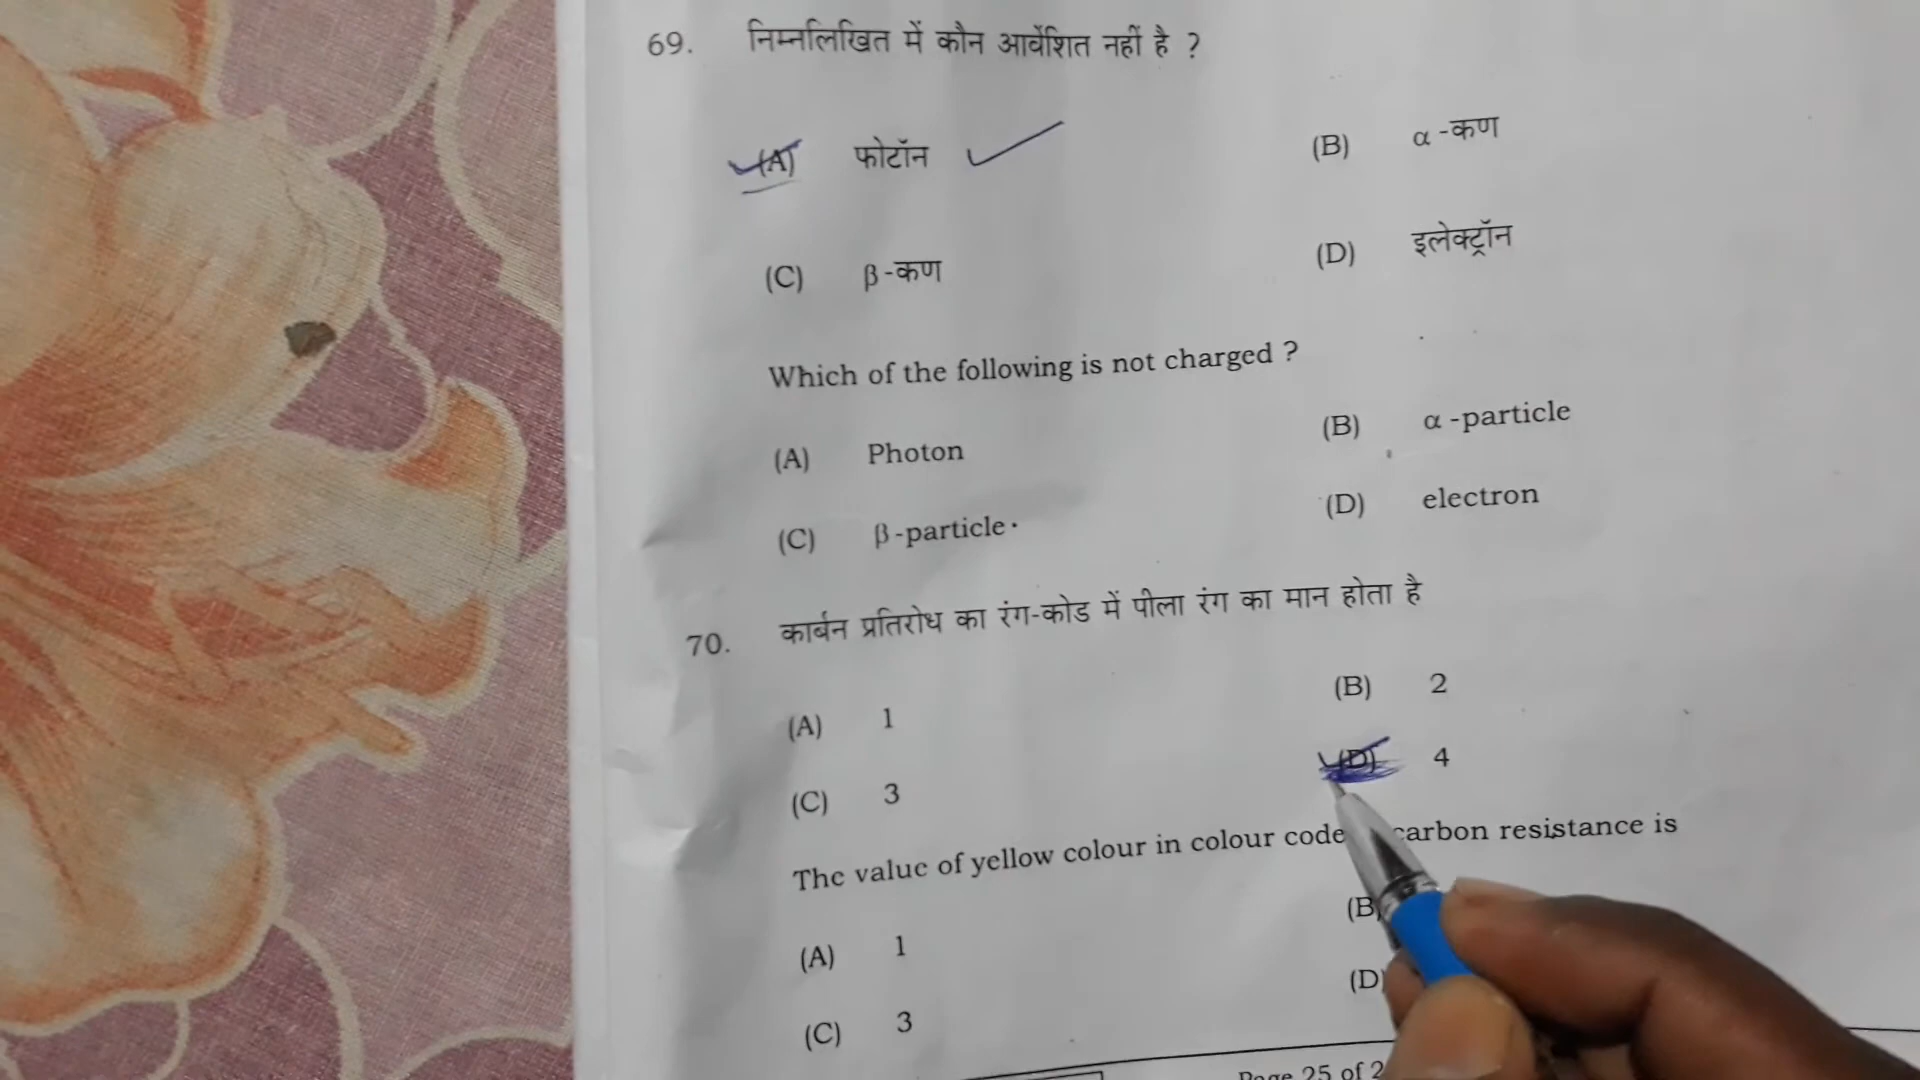 69. निम्नलिखित में कौन आवेशित नहीं है ?
(A) फोटॉन (B) α -कण
(C) β -कण (D) इलेक्ट्रॉन
Which of the following is not charged ?
(A) Photon (B) α -particle
(C) β -particle (D) electron
70. कार्बन प्रतिरोध का रंग-कोड में पीला रंग का मान होता है
(A) 1 (B) 2
(C) 3 (D) 4
The value of yellow colour in colour code carbon resistance is
(A) 1 (B)
(C) 3 (D)
Page 25 of 2